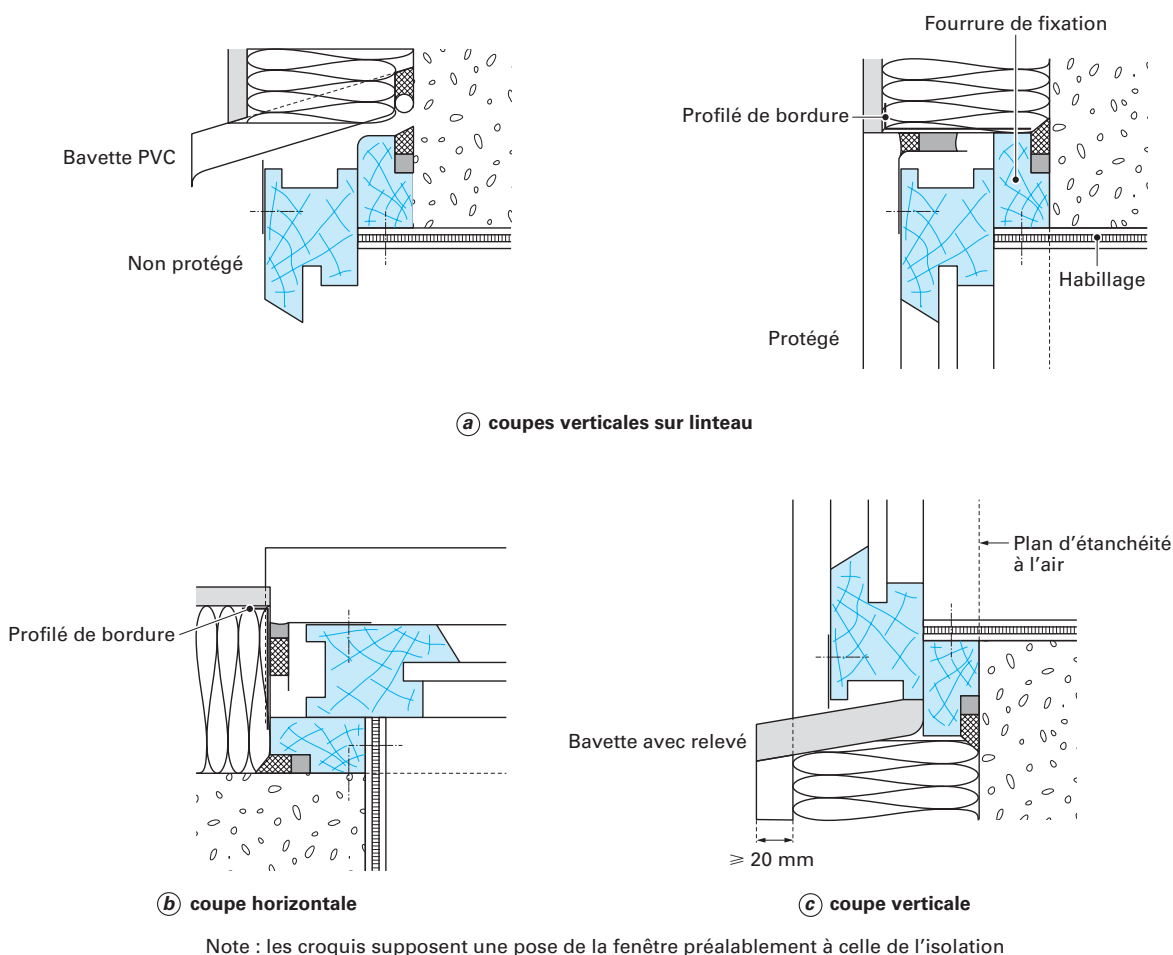 Fourrure de fixation
Profilé de bordure
Bavette PVC
Non protégé
Habillage
Protégé
a coupes verticales sur linteau
Plan d'étanchéité
à l'air
Profilé de bordure
Bavette avec relevé
⩾ 20 mm
b coupe horizontale
c coupe verticale
Note : les croquis supposent une pose de la fenêtre préalablement à celle de l'isolation